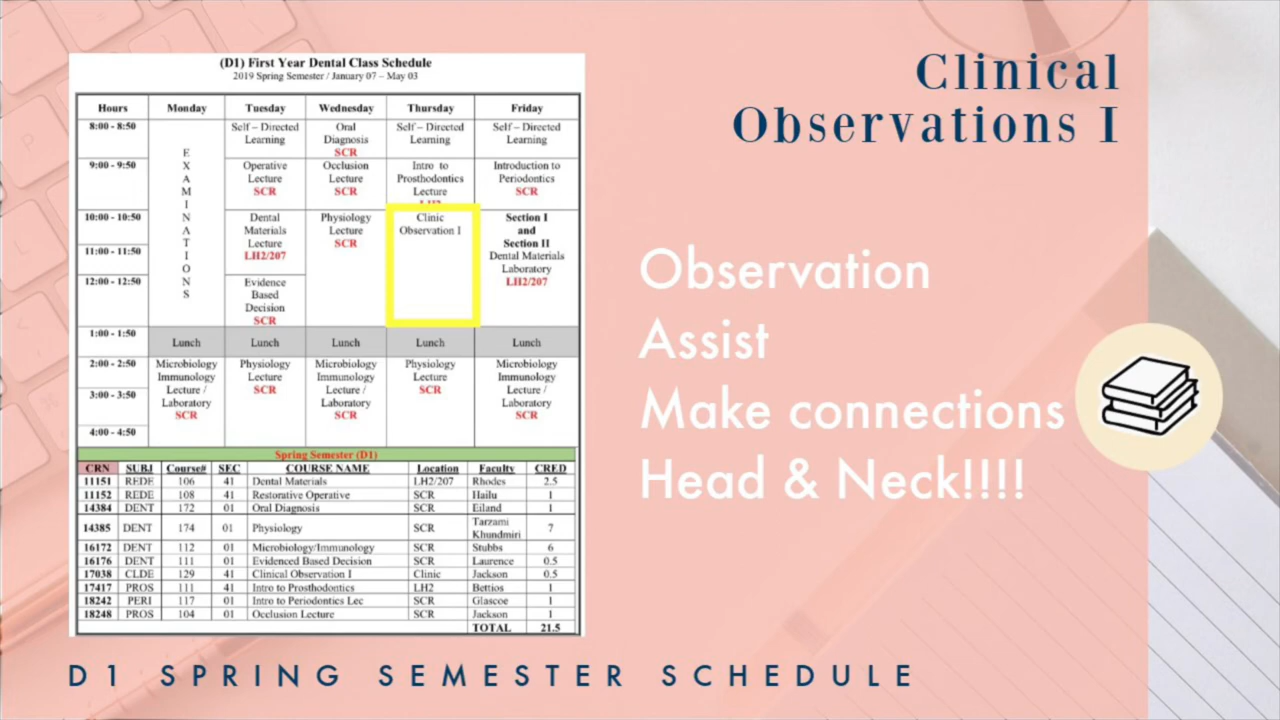 (D1) First Year Dental Class Schedule
2019 Spring Semester / January 07 – May 03
Hours Monday Tuesday Wednesday Thursday Friday
8:00 - 8:50
9:00 - 9:50
10:00 - 10:50
11:00 - 11:50
12:00 - 12:50
1:00 - 1:50
2:00 - 2:50
3:00 - 3:50
4:00 - 4:50
E
X
A
M
I
N
A
T
I
O
N
S
Lunch
Microbiology
Immunology
Lecture /
Laboratory
SCR
Self – Directed
Learning
Operative
Lecture
SCR
Dental
Materials
Lecture
LH2/207
Evidence
Based
Decision
SCR
Lunch
Physiology
Lecture
SCR
Oral
Diagnosis
SCR
Occlusion
Lecture
SCR
Physiology
Lecture
SCR
Lunch
Microbiology
Immunology
Lecture /
Laboratory
SCR
Self – Directed
Learning
Intro to
Prosthodontics
Lecture
Clinic
Observation I
Lunch
Physiology
Lecture
SCR
Self – Directed
Learning
Introduction to
Periodontics
SCR
Section I
and
Section II
Dental Materials
Laboratory
LH2/207
Lunch
Microbiology
Immunology
Lecture /
Laboratory
SCR
Spring Semester (D1)
CRN SUBJ Course# SEC COURSE NAME Location Faculty CRED
11151 REDE 106 41 Dental Materials LH2/207 Rhodes 2.5
11152 REDE 108 41 Restorative Operative SCR Hailu 1
14384 DENT 172 01 Oral Diagnosis SCR Eiland 1
14385 DENT 174 01 Physiology SCR Tarzami Khundmiri 7
16172 DENT 112 01 Microbiology/Immunology SCR Stubbs 6
16176 DENT 111 01 Evidenced Based Decision SCR Laurence 0.5
17038 CLDE 129 41 Clinical Observation I Clinic Jackson 0.5
17417 PROS 111 41 Intro to Prosthodontics LH2 Bettios 1
18242 PERI 117 01 Intro to Periodontics Lec SCR Glascoe 1
18248 PROS 104 01 Occlusion Lecture SCR Jackson 1
TOTAL 21.5
Clinical
Observations I
Observation
Assist
Make connections
Head & Neck!!!!
D1 SPRING SEMESTER SCHEDULE